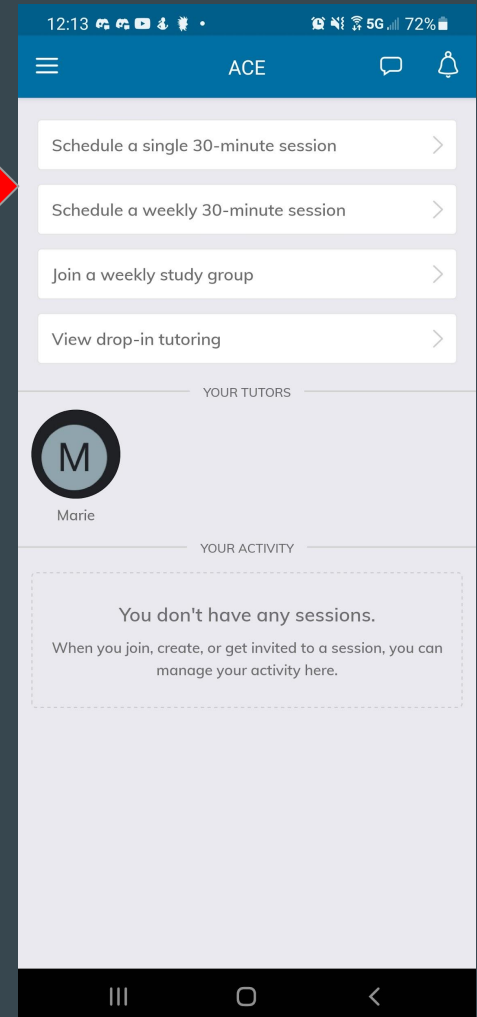 12:13
5G 72%
ACE
Schedule a single 30-minute session
Schedule a weekly 30-minute session
Join a weekly study group
View drop-in tutoring
YOUR TUTORS
M
Marie
YOUR ACTIVITY
You don't have any sessions.
When you join, create, or get invited to a session, you can
manage your activity here.